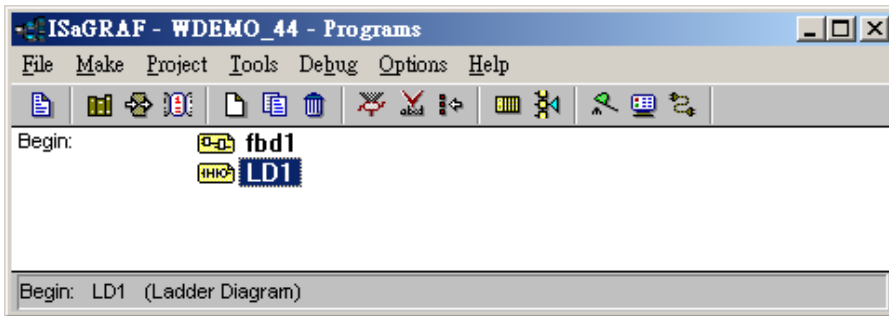 ISaGRAF - WDEMO_44 - Programs
File Make Project Tools Debug Options Help
Begin: fbd1
LD1
Begin: LD1 (Ladder Diagram)